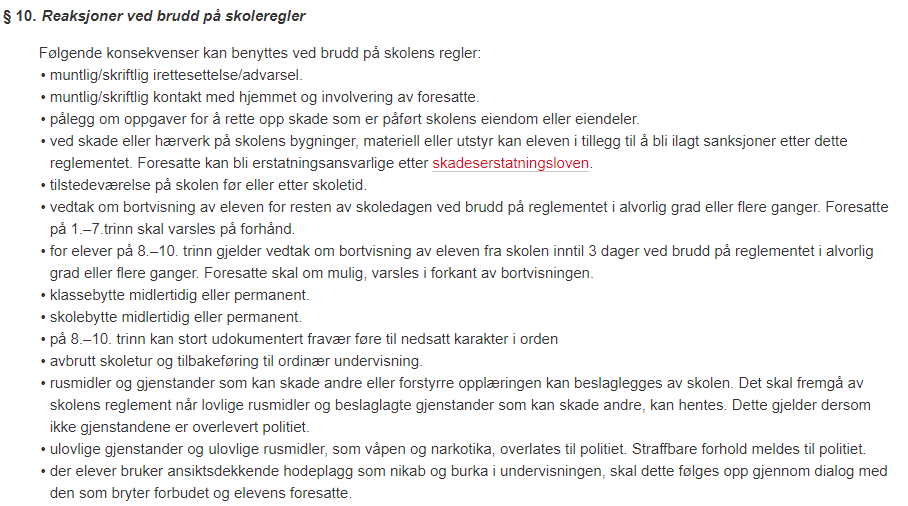 § 10. Reaksjoner ved brudd på skoleregler
Følgende konsekvenser kan benyttes ved brudd på skolens regler:
• muntlig/skriftlig irettesettelse/advarsel.
• muntlig/skriftlig kontakt med hjemmet og involvering av foresatte.
• pålegg om oppgaver for å rette opp skade som er påført skolens eiendom eller eiendeler.
• ved skade eller hærverk på skolens bygninger, materiell eller utstyr kan eleven i tillegg til å bli ilagt sanksjoner etter dette
reglementet. Foresatte kan bli erstatningsansvarlige etter skadeserstatningsloven.
• tilstedeværelse på skolen før eller etter skoletid.
• vedtak om bortvisning av eleven for resten av skoledagen ved brudd på reglementet i alvorlig grad eller flere ganger. Foresatte
på 1.–7.trinn skal varsles på forhånd.
• for elever på 8.–10. trinn gjelder vedtak om bortvisning av eleven fra skolen inntil 3 dager ved brudd på reglementet i alvorlig
grad eller flere ganger. Foresatte skal om mulig, varsles i forkant av bortvisningen.
• klassebytte midlertidig eller permanent.
• skolebytte midlertidig eller permanent.
• på 8.–10. trinn kan stort udokumentert fravær føre til nedsatt karakter i orden
• avbrutt skoletur og tilbakeføring til ordinær undervisning.
• rusmidler og gjenstander som kan skade andre eller forstyrre opplæringen kan beslaglegges av skolen. Det skal fremgå av
skolens reglement når lovlige rusmidler og beslaglagte gjenstander som kan skade andre, kan hentes. Dette gjelder dersom
ikke gjenstandene er overlevert politiet.
• ulovlige gjenstander og ulovlige rusmidler, som våpen og narkotika, overlates til politiet. Straffbare forhold meldes til politiet.
• der elever bruker ansiktsdekkende hodeplagg som nikab og burka i undervisningen, skal dette følges opp gjennom dialog med
den som bryter forbudet og elevens foresatte.